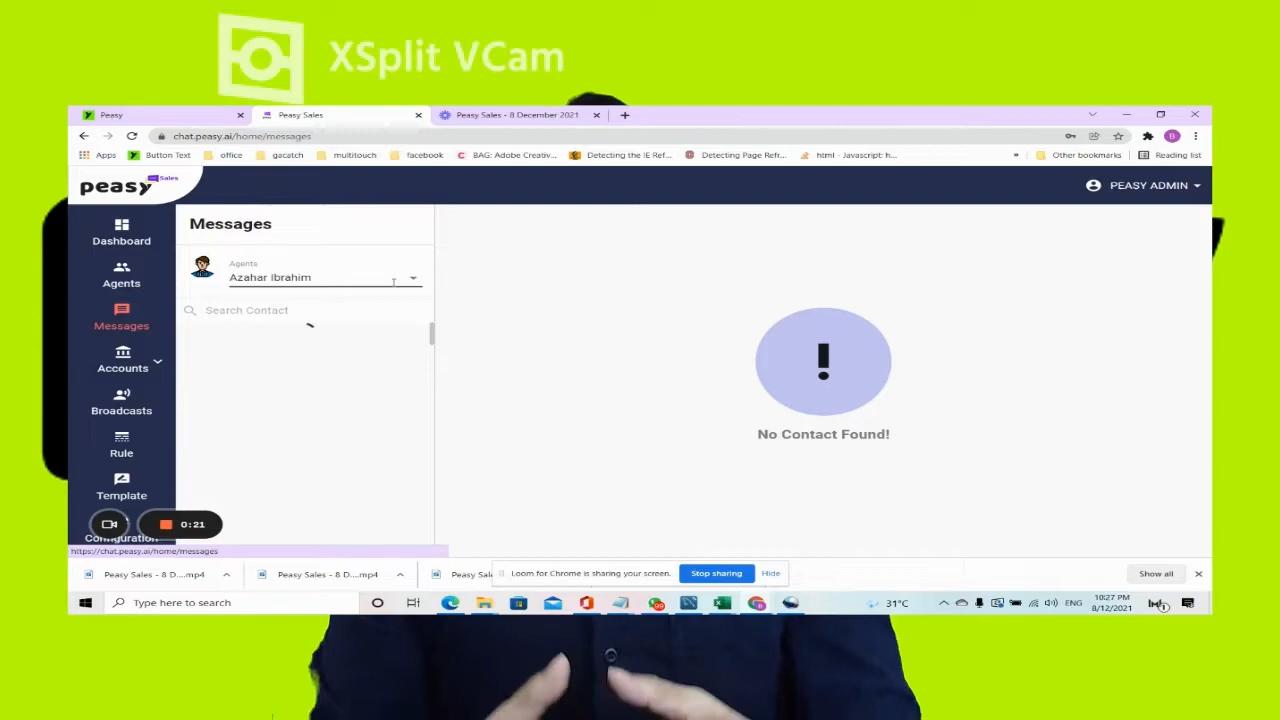 XSplit VCam
Peasy
Peasy Sales
Peasy Sales - 8 December 2021
chat.peasy.ai/home/messages
Apps
Button Text
office
gacatch
multitouch
facebook
BAG: Adobe Creativ...
Detecting the IE Ref...
Detecting Page Refr...
html - Javascript: h...
»
Other bookmarks
Reading list
peasy Sales
PEASY ADMIN
Dashboard
Agents
Messages
Accounts
Broadcasts
Rule
Template
Configuration
Messages
Agents
Azahar Ibrahim
Search Contact
!
No Contact Found!
0:21
https://chat.peasy.ai/home/messages
Peasy Sales - 8 D....mp4
Peasy Sales - 8 D....mp4
Peasy Sal
Loom for Chrome is sharing your screen.
Stop sharing
Hide
Show all
Type here to search
31°C
ENG
10:27 PM
8/12/2021